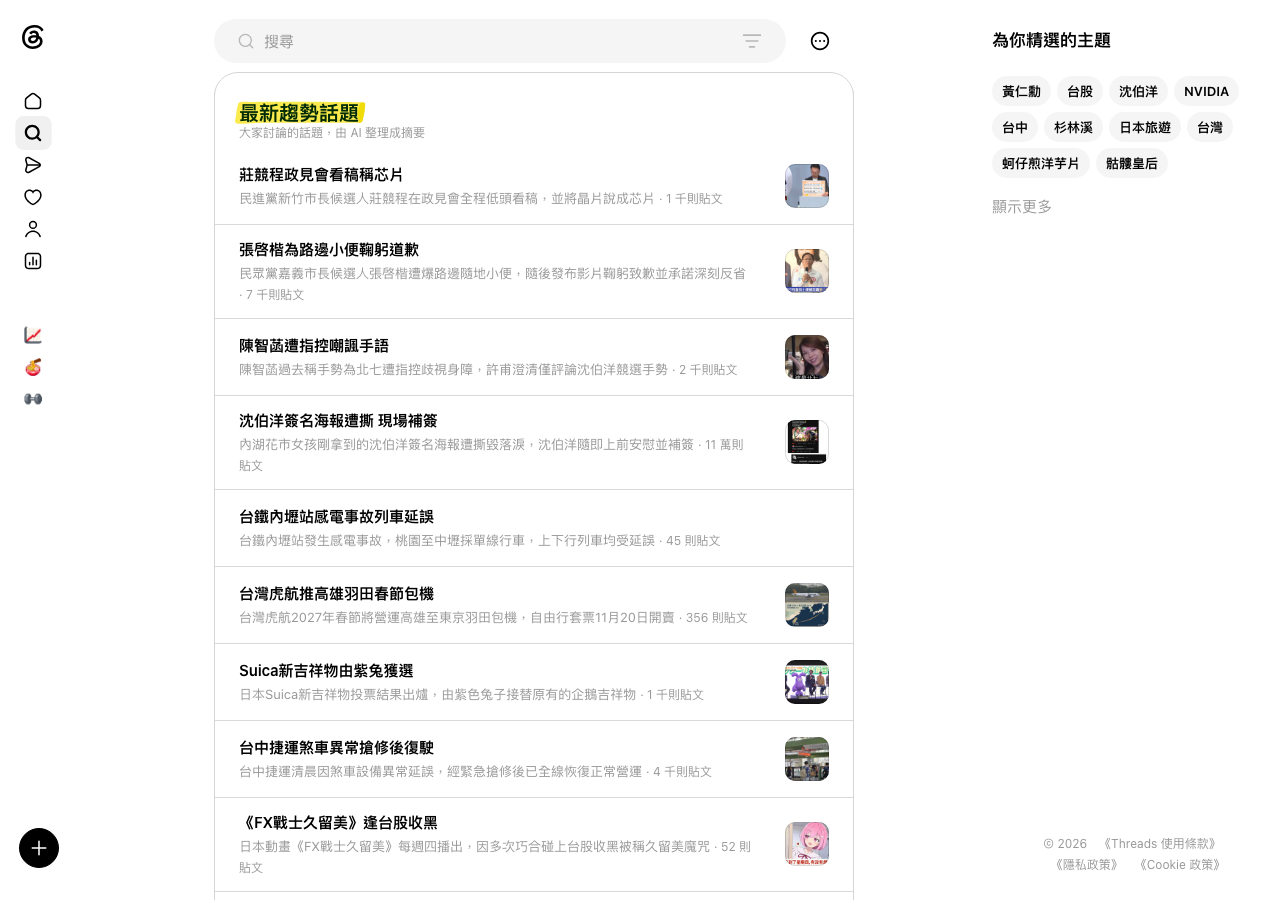 搜尋
最新趨勢話題
大家討論的話題，由 AI 整理成摘要
莊競程政見會看稿稱芯片
民進黨新竹市長候選人莊競程在政見會全程低頭看稿，並將晶片說成芯片 · 1 千則貼文
張啓楷為路邊小便鞠躬道歉
民眾黨嘉義市長候選人張啓楷遭爆路邊隨地小便，隨後發布影片鞠躬致歉並承諾深刻反省
· 7 千則貼文
陳智菡遭指控嘲諷手語
陳智菡過去稱手勢為北七遭指控歧視身障，許甫澄清僅評論沈伯洋競選手勢 · 2 千則貼文
沈伯洋簽名海報遭撕 現場補簽
內湖花市女孩剛拿到的沈伯洋簽名海報遭撕毀落淚，沈伯洋隨即上前安慰並補簽 · 11 萬則
貼文
台鐵內壢站感電事故列車延誤
台鐵內壢站發生感電事故，桃園至中壢採單線行車，上下行列車均受延誤 · 45 則貼文
台灣虎航推高雄羽田春節包機
台灣虎航2027年春節將營運高雄至東京羽田包機，自由行套票11月20日開賣 · 356 則貼文
Suica新吉祥物由紫兔獲選
日本Suica新吉祥物投票結果出爐，由紫色兔子接替原有的企鵝吉祥物 · 1 千則貼文
台中捷運煞車異常搶修後復駛
台中捷運清晨因煞車設備異常延誤，經緊急搶修後已全線恢復正常營運 · 4 千則貼文
《FX戰士久留美》逢台股收黑
日本動畫《FX戰士久留美》每週四播出，因多次巧合碰上台股收黑被稱久留美魔咒 · 52 則
貼文
為你精選的主題
黃仁勳
台股
沈伯洋
NVIDIA
台中
杉林溪
日本旅遊
台灣
蚵仔煎洋芋片
骷髏皇后
顯示更多
© 2026 《Threads 使用條款》
《隱私政策》 《Cookie 政策》